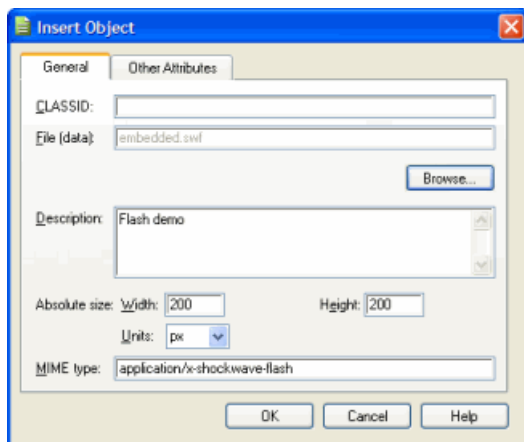 Insert Object
General Other Attributes
CLASSID:
File (data): embedded.swf
Browse...
Description: Flash demo
Absolute size: Width: 200 Height: 200
Units: px
MIME type: application/x-shockwave-flash
OK Cancel Help